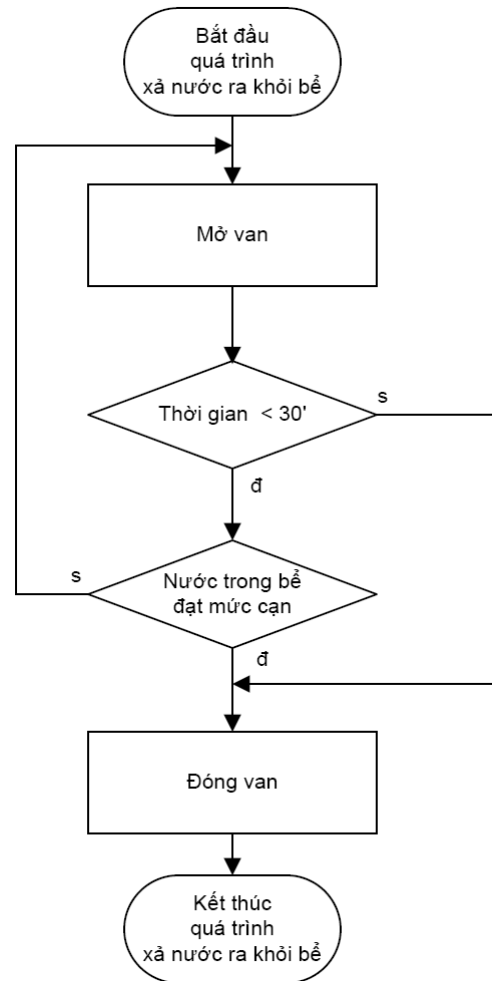 Bắt đầu
quá trình
xả nước ra khỏi bể
Mở van
Thời gian < 30'
s
đ
Nước trong bể
đạt mức cạn
s
đ
Đóng van
Kết thúc
quá trình
xả nước ra khỏi bể